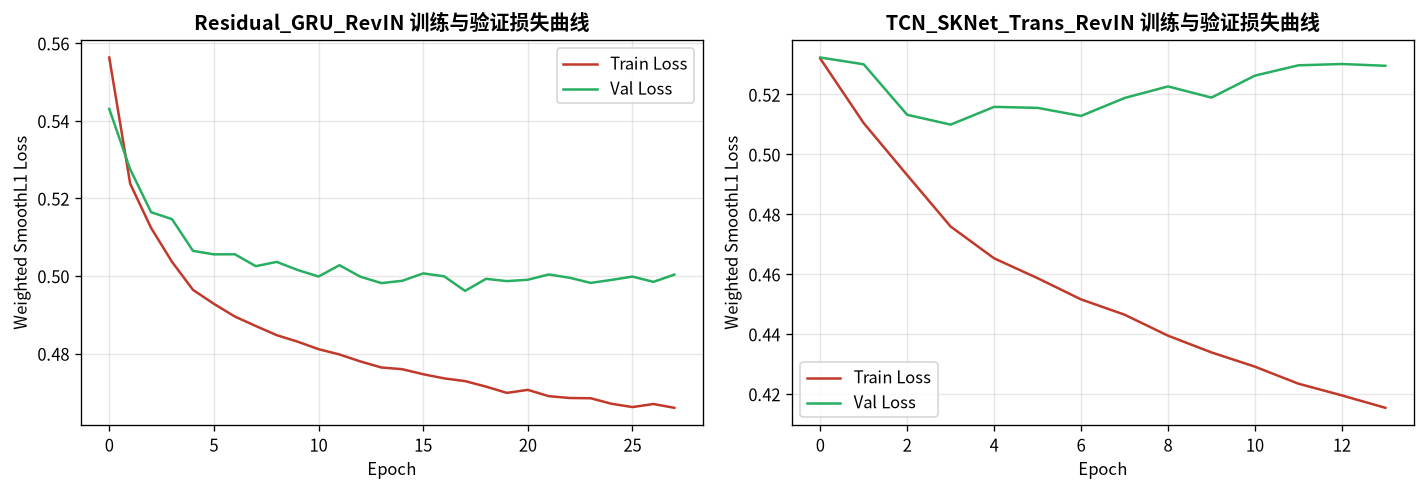 Residual_GRU_RevIN 训练与验证损失曲线
Weighted SmoothL1 Loss
0.56
0.54
0.52
0.50
0.48
Train Loss
Val Loss
0 5 10 15 20 25
Epoch
TCN_SKNet_Trans_RevIN 训练与验证损失曲线
Weighted SmoothL1 Loss
0.52
0.50
0.48
0.46
0.44
0.42
Train Loss
Val Loss
0 2 4 6 8 10 12
Epoch